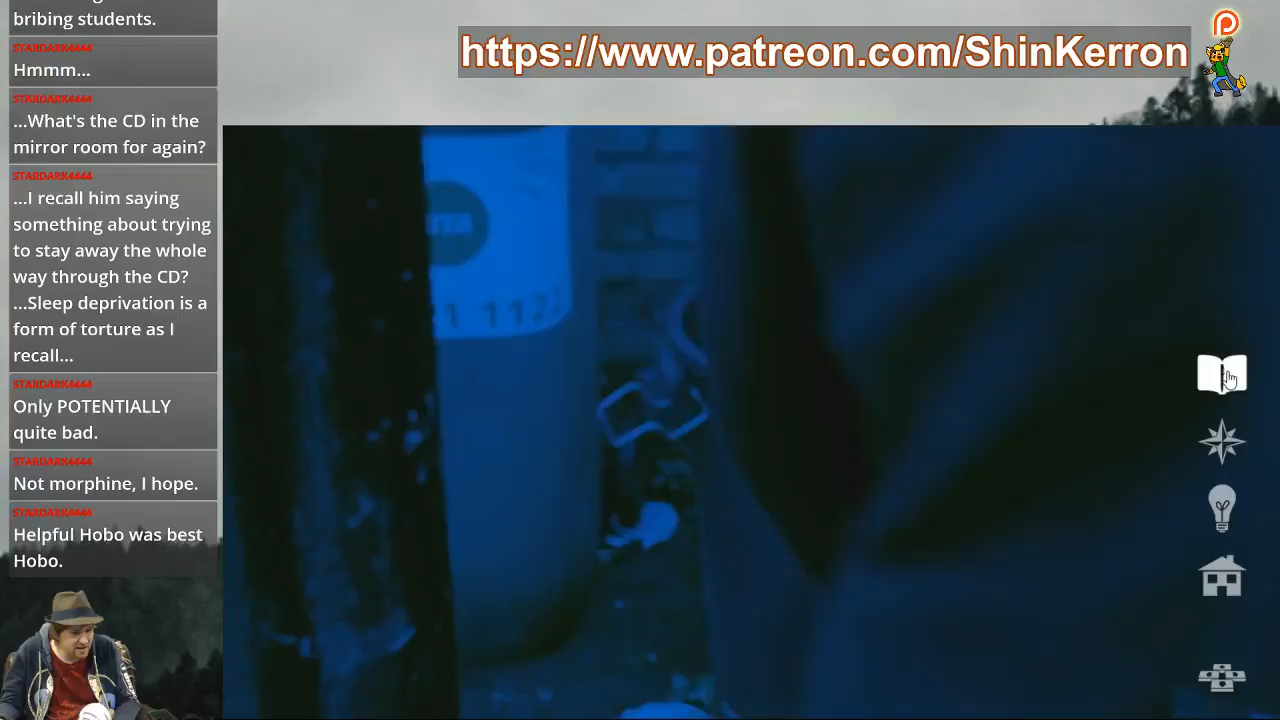 bribing students.
STARDARK4444
Hmmm...
STARDARK4444
...What's the CD in the
mirror room for again?
STARDARK4444
...I recall him saying
something about trying
to stay away the whole
way through the CD?
...Sleep deprivation is a
form of torture as I
recall...
STARDARK4444
Only POTENTIALLY
quite bad.
STARDARK4444
Not morphine, I hope.
STARDARK4444
Helpful Hobo was best
Hobo.
https://www.patreon.com/ShinKerron